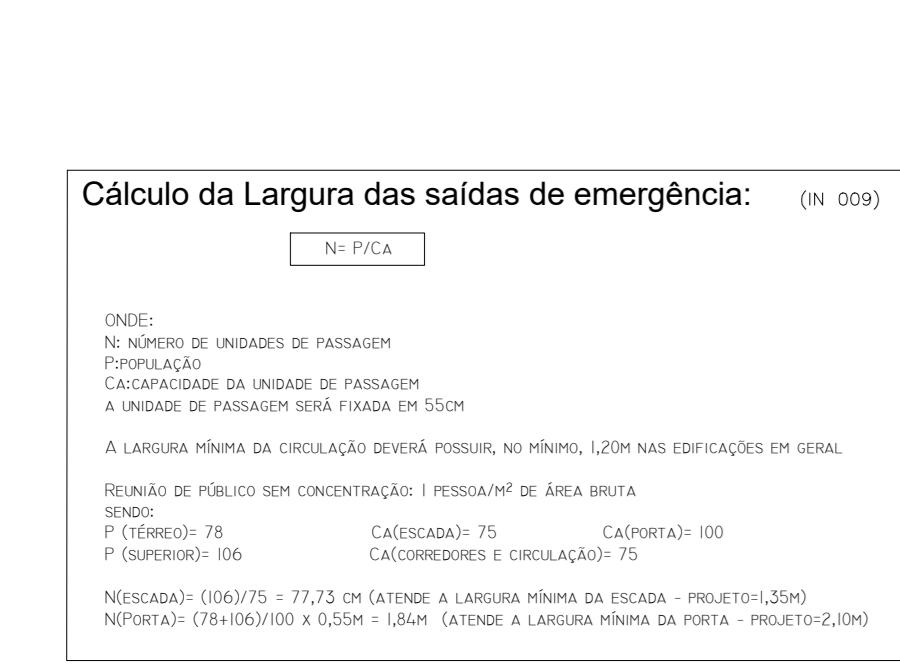 Cálculo da Largura das saídas de emergência: (IN 009)
N= P/CA
ONDE:
N: NÚMERO DE UNIDADES DE PASSAGEM
P:POPULAÇÃO
CA:CAPACIDADE DA UNIDADE DE PASSAGEM
A UNIDADE DE PASSAGEM SERÁ FIXADA EM 55CM
A LARGURA MÍNIMA DA CIRCULAÇÃO DEVERÁ POSSUIR, NO MÍNIMO, 1,20M NAS EDIFICAÇÕES EM GERAL
REUNIÃO DE PÚBLICO SEM CONCENTRAÇÃO: 1 PESSOA/M² DE ÁREA BRUTA
SENDO:
P (TÉRREO)= 78 CA(ESCADA)= 75 CA(PORTA)= 100
P (SUPERIOR)= 106 CA(CORREDORES E CIRCULAÇÃO)= 75
N(ESCADA)= (106)/75 = 77,73 CM (ATENDE A LARGURA MÍNIMA DA ESCADA - PROJETO=1,35M)
N(PORTA)= (78+106)/100 X 0,55M = 1,84M (ATENDE A LARGURA MÍNIMA DA PORTA - PROJETO=2,10M)